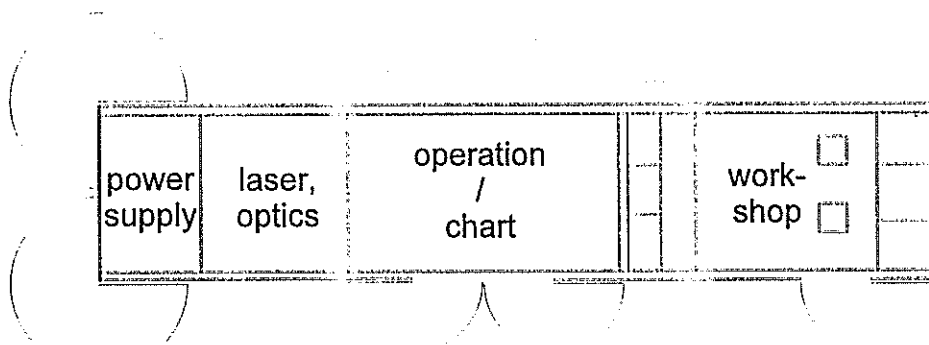 power
supply
laser,
optics
operation
/
chart
work-
shop